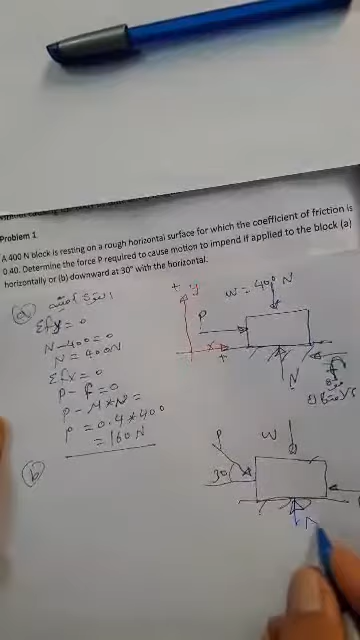 Problem 1
A 400 N block is resting on a rough horizontal surface for which the coefficient of friction is
0.40. Determine the force P required to cause motion to impend if applied to the block (a)
horizontally or (b) downward at 30° with the horizontal.
(a)
Σfy = 0
N - 400 = 0
N = 400N
Σfx = 0
P - f = 0
P - M*N =
P = 0.4*400
= 160 N
(b)
+ y
W = 400 N
P
x
+
N
P
W
30